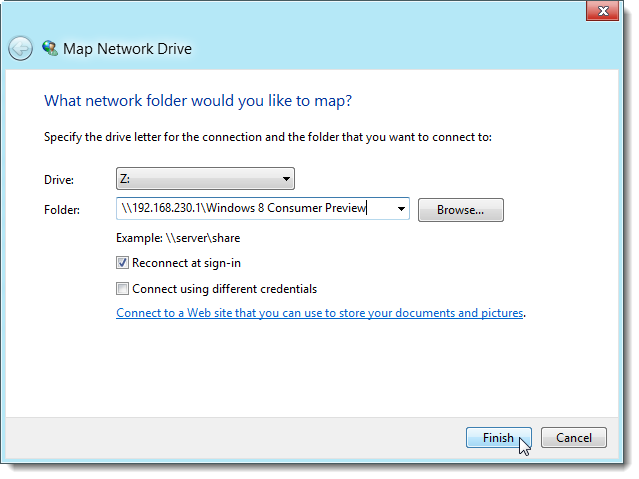 Map Network Drive
What network folder would you like to map?
Specify the drive letter for the connection and the folder that you want to connect to:
Drive: Z:
Folder: \\192.168.230.1\Windows 8 Consumer Preview Browse...
Example: \\server\share
Reconnect at sign-in
Connect using different credentials
Connect to a Web site that you can use to store your documents and pictures.
Finish Cancel